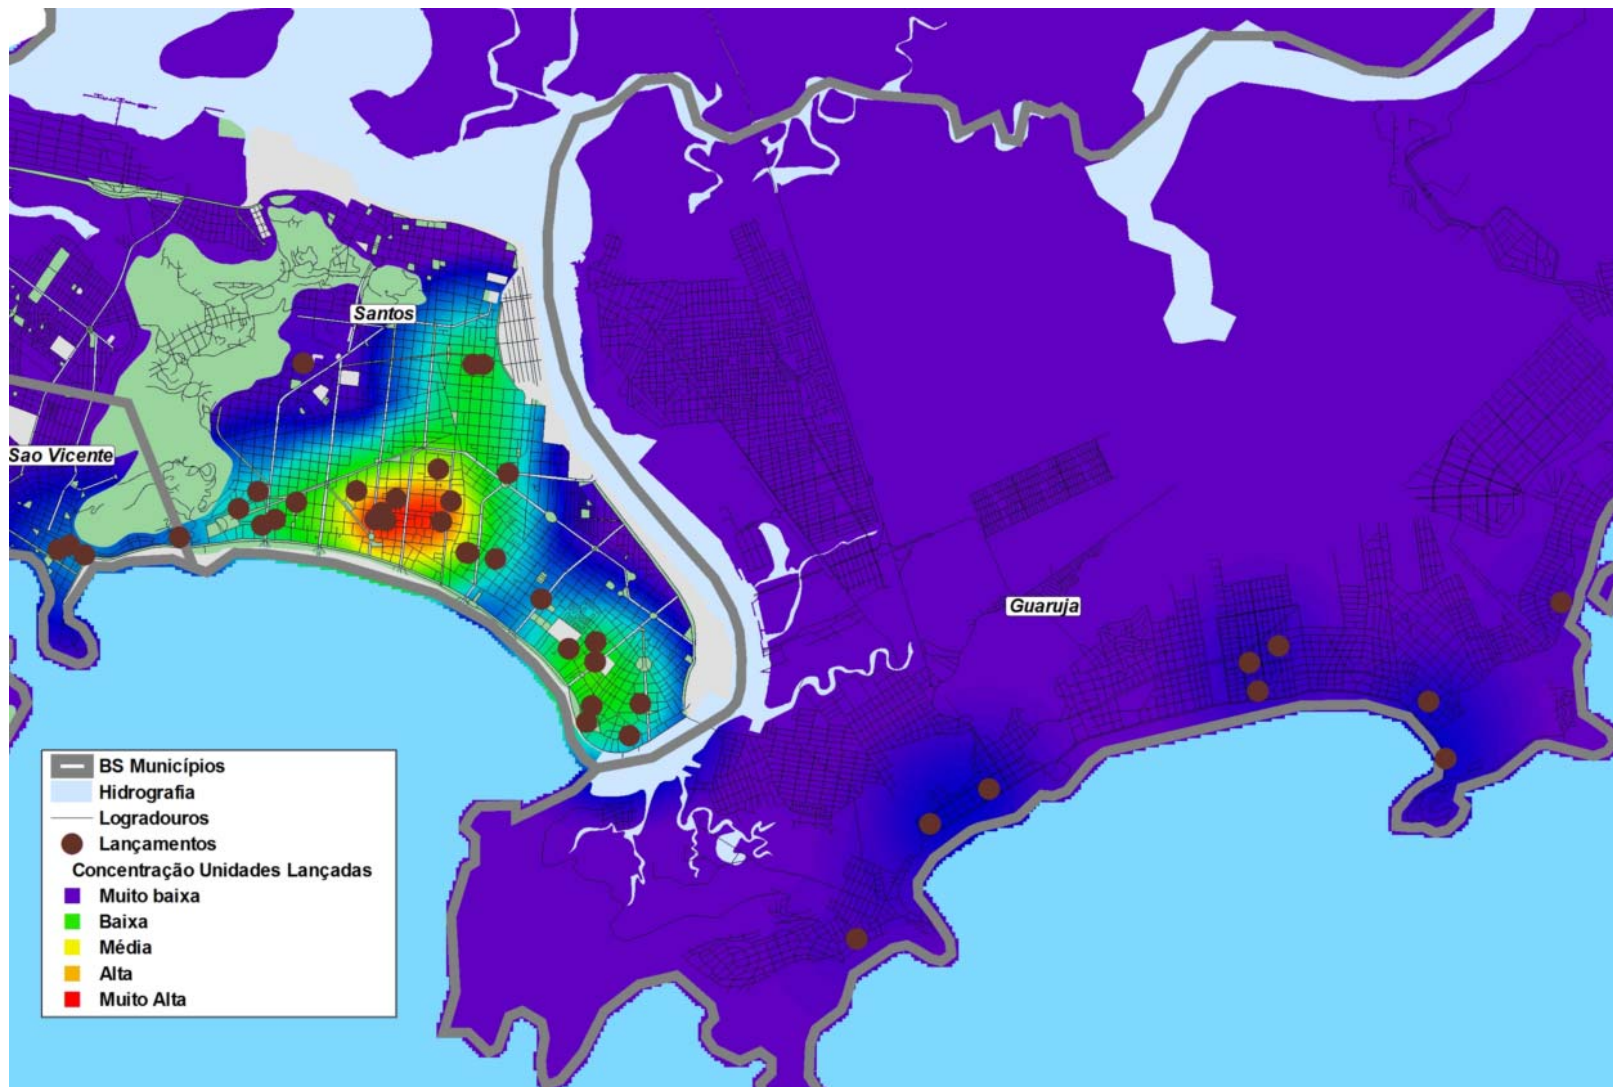 Santos
Sao Vicente
Guaruja
BS Municípios
Hidrografia
Logradouros
Lançamentos
Concentração Unidades Lançadas
Muito baixa
Baixa
Média
Alta
Muito Alta